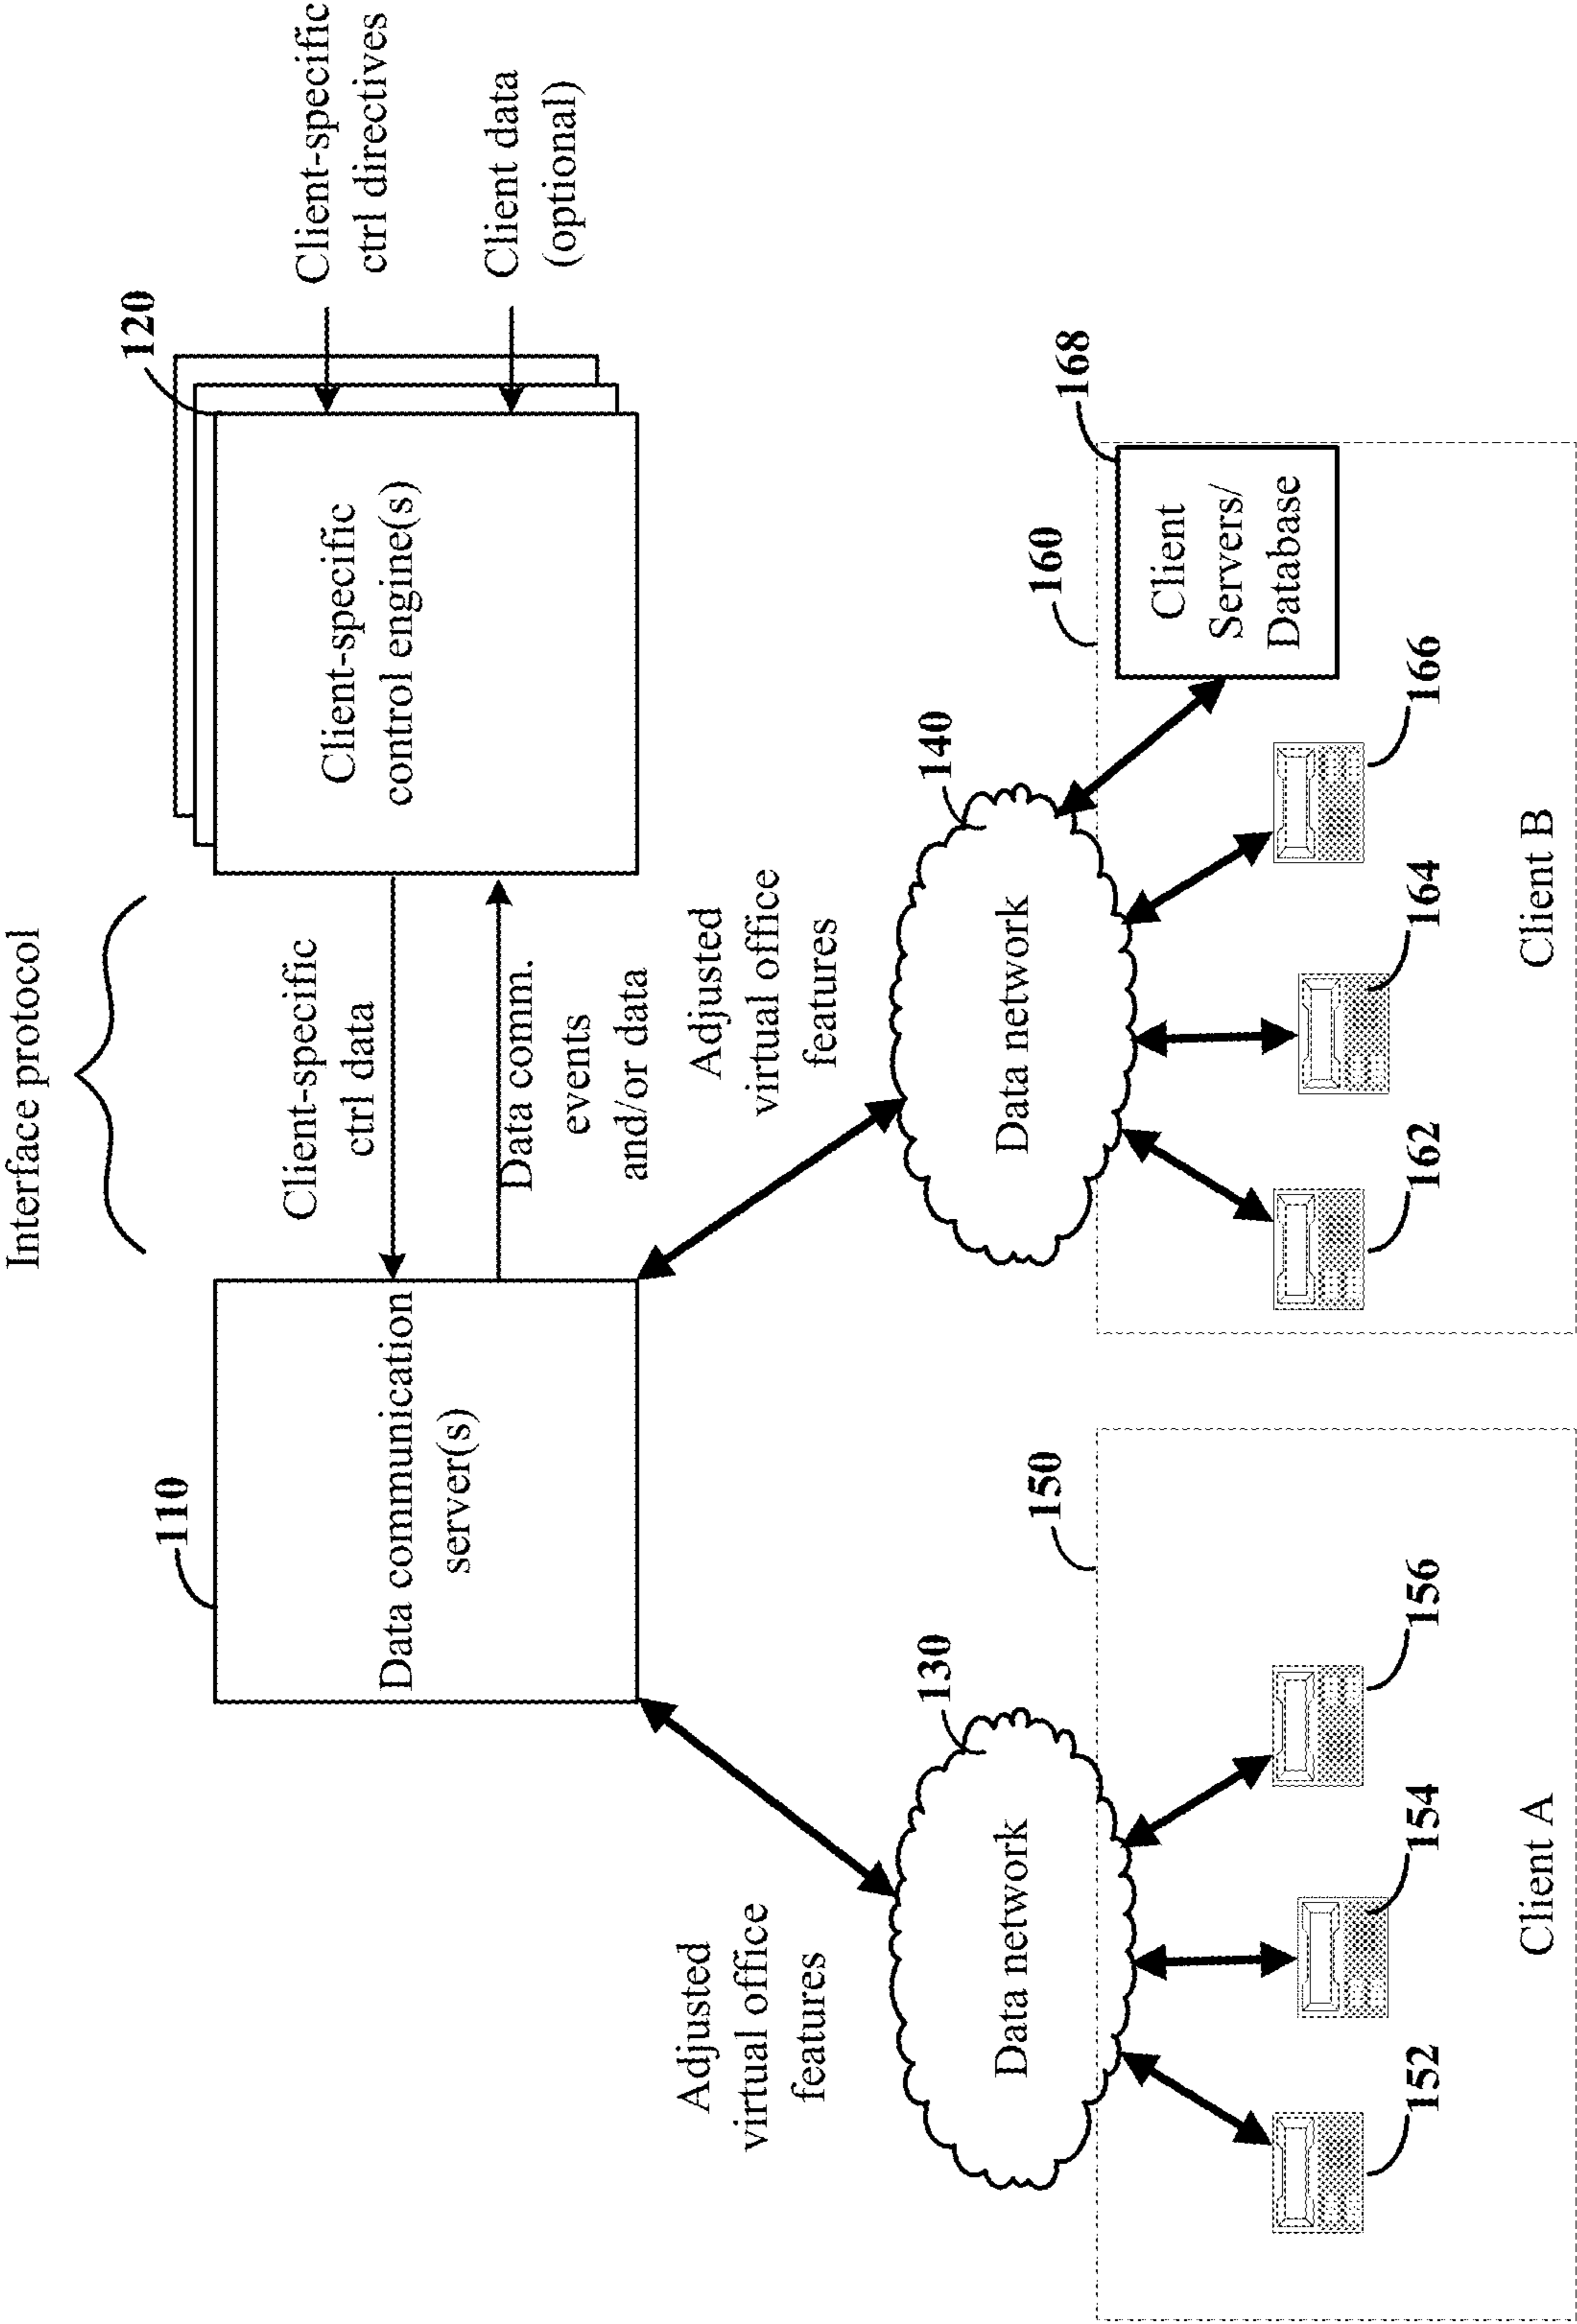 Interface protocol
110
120
Data communication
server(s)
Client-specific
ctrl data
Data comm.
events
and/or data
Client-specific
control engine(s)
Client-specific
ctrl directives
Client data
(optional)
Adjusted
virtual office
features
Adjusted
virtual office
features
130
Data network
140
Data network
150
152
154
156
Client A
160
162
164
166
168
Client
Servers/
Database
Client B